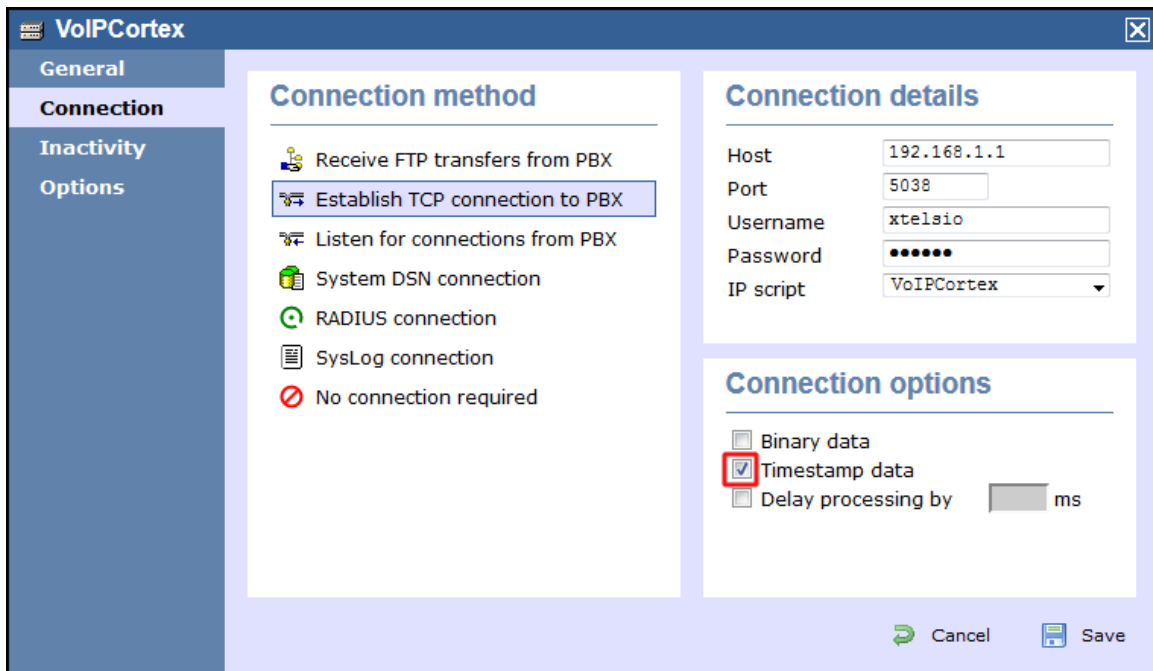 VoIPCortex
General
Connection
Inactivity
Options
Connection method
Receive FTP transfers from PBX
Establish TCP connection to PBX
Listen for connections from PBX
System DSN connection
RADIUS connection
SysLog connection
No connection required
Connection details
Host 192.168.1.1
Port 5038
Username xtelsio
Password ••••••
IP script VoIPCortex
Connection options
Binary data
Timestamp data
Delay processing by ms
Cancel Save